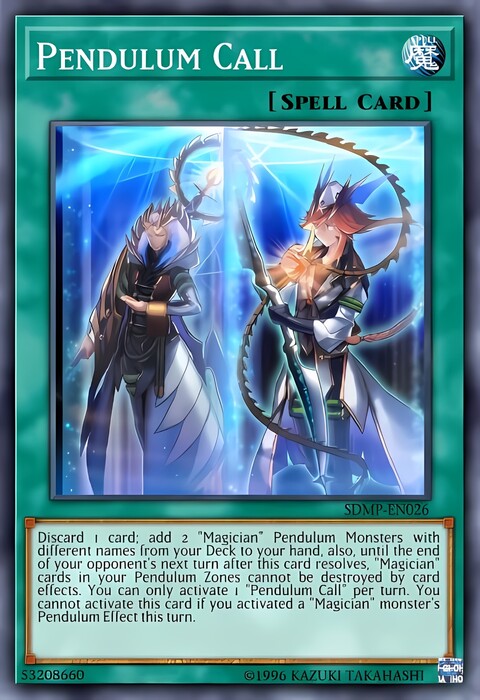 PENDULUM CALL
魔
[SPELL CARD]
SDMP-EN026
Discard 1 card; add 2 "Magician" Pendulum Monsters with
different names from your Deck to your hand, also, until the end
of your opponent's next turn after this card resolves, "Magician"
cards in your Pendulum Zones cannot be destroyed by card
effects. You can only activate 1 "Pendulum Call" per turn. You
cannot activate this card if you activated a "Magician" monster's
Pendulum Effect this turn.
53208660
©1996 KAZUKI TAKAHASHI